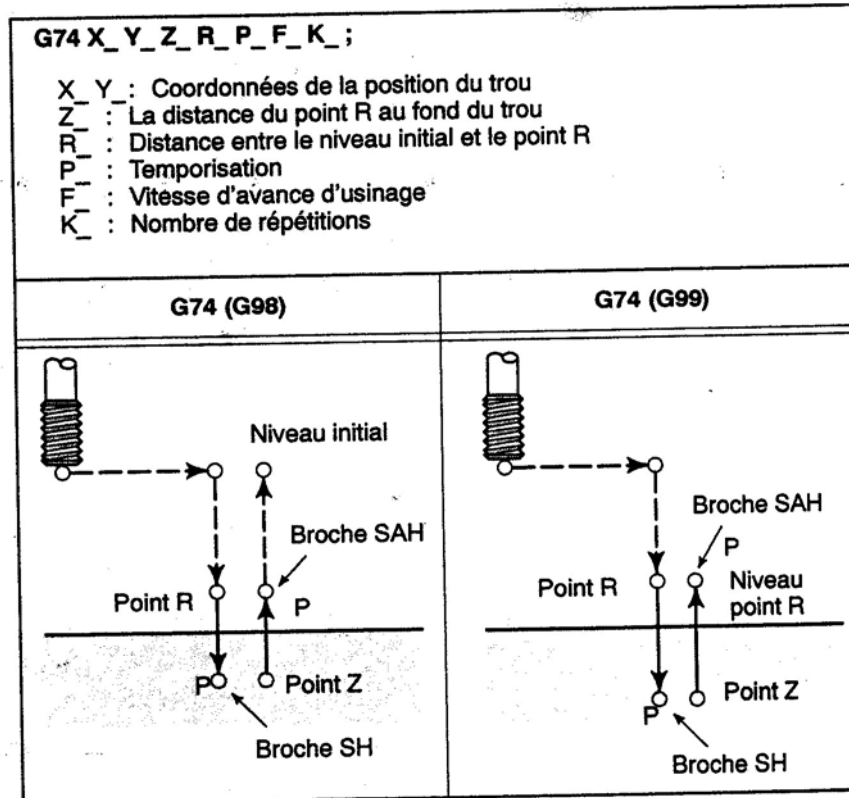 G74 X_ Y_ Z_ R_ P_ F_ K_ ;
X_ Y_ : Coordonnées de la position du trou
Z_ : La distance du point R au fond du trou
R_ : Distance entre le niveau initial et le point R
P_ : Temporisation
F_ : Vitesse d'avance d'usinage
K_ : Nombre de répétitions
G74 (G98)
Niveau initial
Broche SAH
Point R
P
P
Point Z
Broche SH
G74 (G99)
Broche SAH
P
Point R
Niveau
point R
P
Point Z
Broche SH